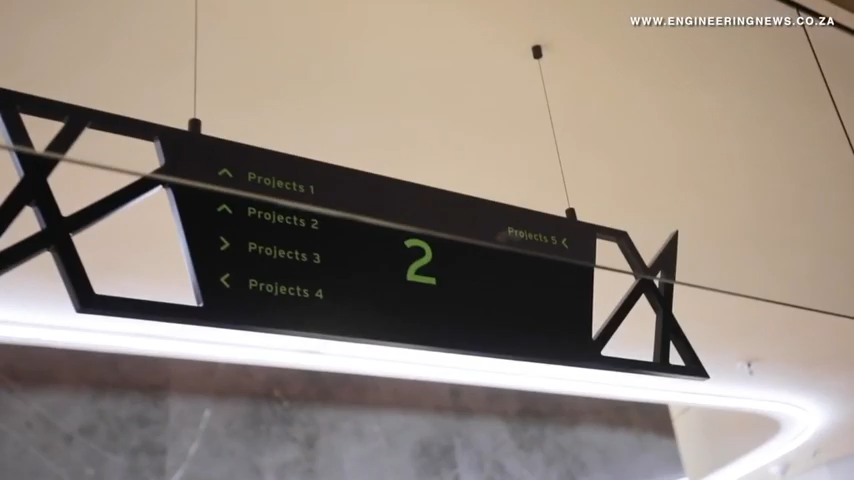 WWW.ENGINEERINGNEWS.CO.ZA
^ Projects 1
^ Projects 2
> Projects 3
< Projects 4
2
Projects 5 <